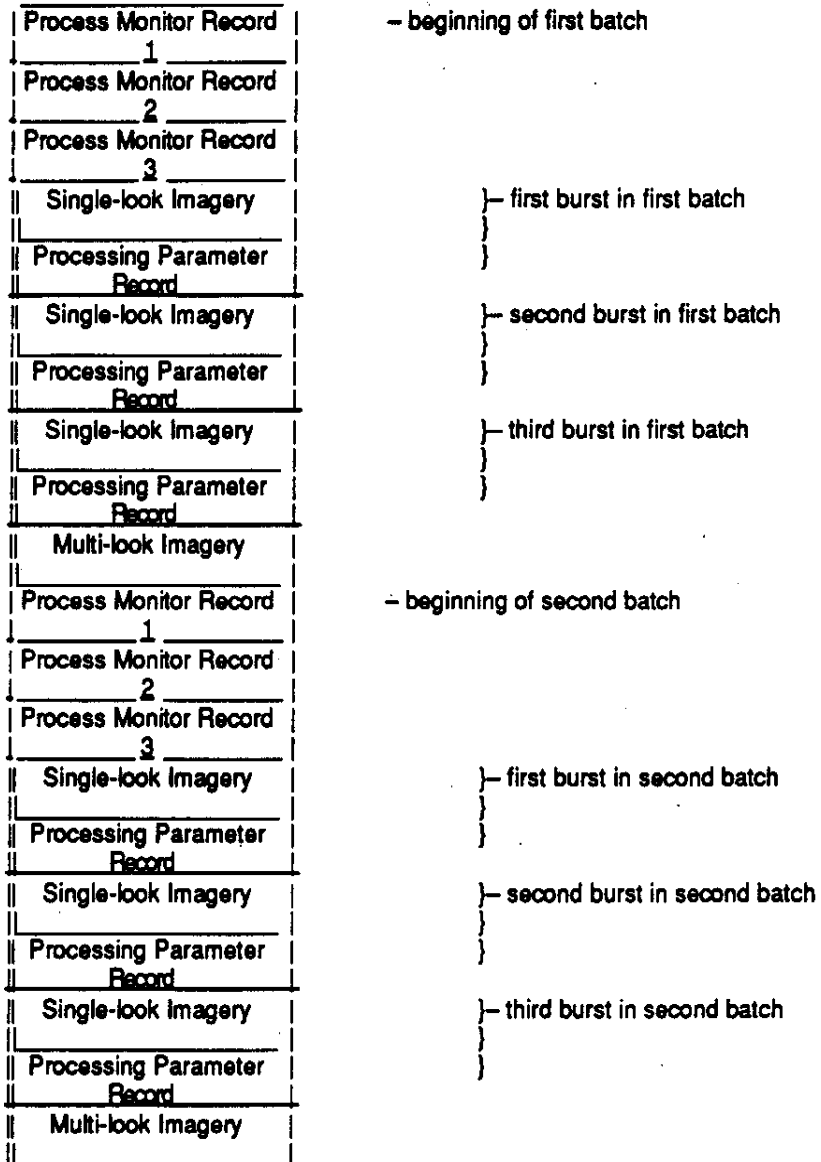 Process Monitor Record – beginning of first batch
1
Process Monitor Record
2
Process Monitor Record
3
Single-look Imagery }– first burst in first batch
}
Processing Parameter }
Record
Single-look Imagery }– second burst in first batch
}
Processing Parameter }
Record
Single-look Imagery }– third burst in first batch
}
Processing Parameter }
Record
Multi-look Imagery
Process Monitor Record – beginning of second batch
1
Process Monitor Record
2
Process Monitor Record
3
Single-look Imagery }– first burst in second batch
}
Processing Parameter }
Record
Single-look Imagery }– second burst in second batch
}
Processing Parameter }
Record
Single-look Imagery }– third burst in second batch
}
Processing Parameter }
Record
Multi-look Imagery